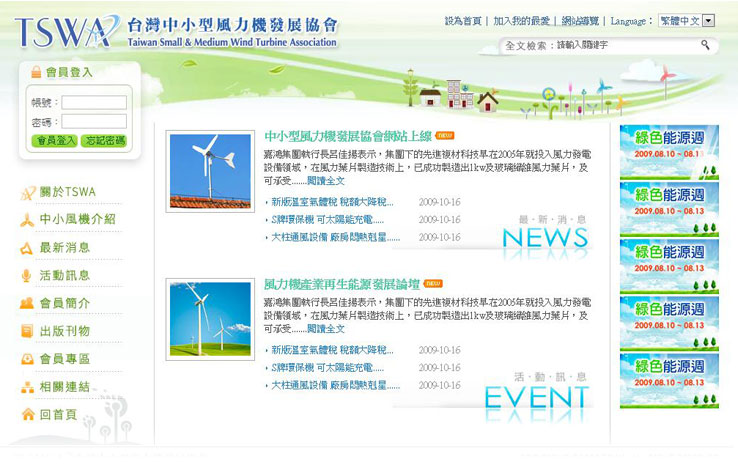 TSWA 台灣中小型風力機發展協會
Taiwan Small & Medium Wind Turbine Association
設為首頁 | 加入我的最愛 | 網站導覽 | Language： 繁體中文
全文檢索：請輸入關鍵字
會員登入
帳號：
密碼：
會員登入 忘記密碼
關於TSWA
中小風機介紹
最新消息
活動訊息
會員簡介
出版刊物
會員專區
相關連結
回首頁
中小型風力機發展協會網站上線 new
嘉鴻集團執行長呂佳揚表示，集團下的先進複材科技早在2005年就投入風力發電
設備領域，在風力葉片製造技術上，已成功製造出1kw及玻璃纖維風力葉片，及
可承受.......閱讀全文
新版溫室氣體稅 稅額大降稅... 2009-10-16
S牌環保機 可太陽能充電..... 2009-10-16
大柱通風設備 廠房悶熱剋星...... 2009-10-16
最．新．消．息
NEWS
風力機產業再生能源發展論壇 new
嘉鴻集團執行長呂佳揚表示，集團下的先進複材科技早在2005年就投入風力發電
設備領域，在風力葉片製造技術上，已成功製造出1kw及玻璃纖維風力葉片，及
可承受.......閱讀全文
新版溫室氣體稅 稅額大降稅... 2009-10-16
S牌環保機 可太陽能充電..... 2009-10-16
大柱通風設備 廠房悶熱剋星...... 2009-10-16
活．動．訊．息
EVENT
綠色能源週
2009.08.10 ~ 08.1
綠色能源週
2009.08.10 ~ 08.13
綠色能源週
2009.08.10 ~ 08.13
綠色能源週
2009.08.10 ~ 08.13
綠色能源週
2009.08.10 ~ 08.13